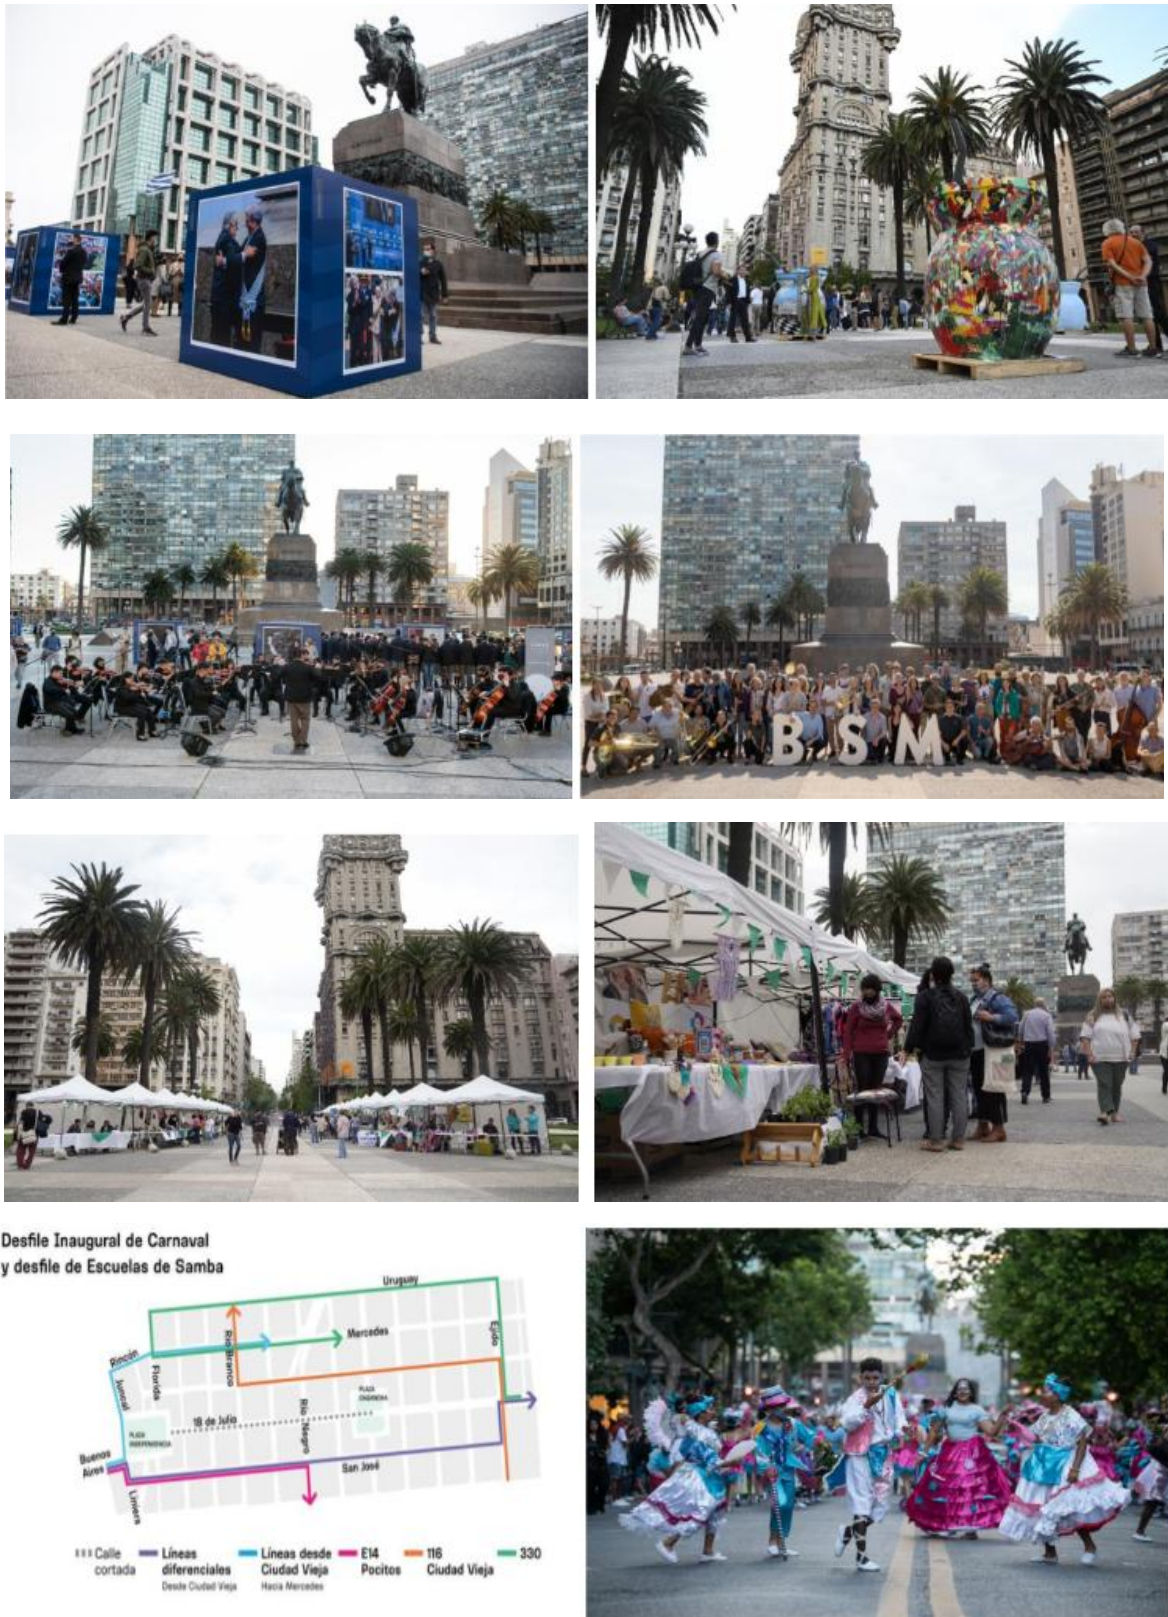 B S M
Desfile Inaugural de Carnaval
y desfile de Escuelas de Samba
Uruguay
Mercedes
Río Branco
Ejido
Rincón
Juncal
Florida
PLAZA
CAGANCHA
18 de Julio
Río Negro
PLAZA
INDEPENDENCIA
Buenos
Aires
San José
Liniers
Calle
cortada
Líneas
diferenciales
Desde Ciudad Vieja
Líneas desde
Ciudad Vieja
Hacia Mercedes
E14
Pocitos
116
Ciudad Vieja
330